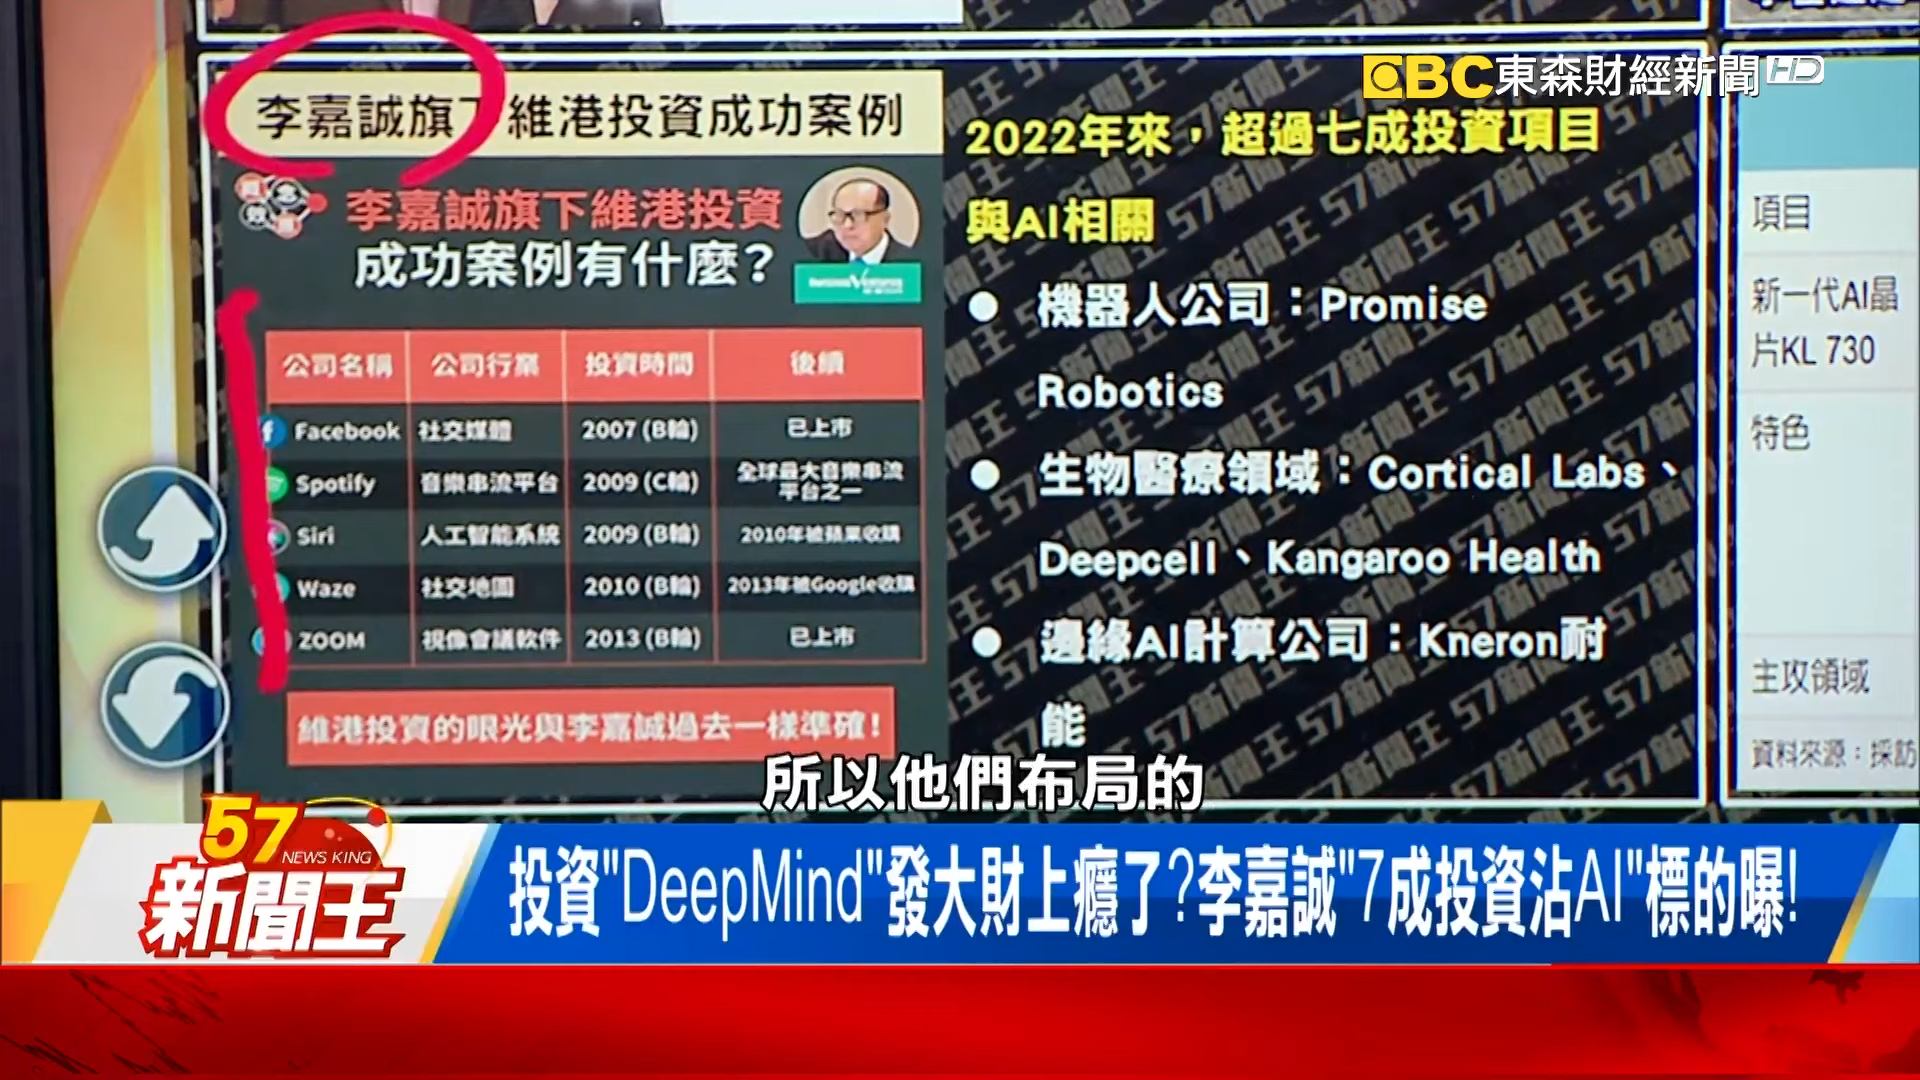 EBC東森財經新聞HD
李嘉誠旗下維港投資成功案例
李嘉誠旗下維港投資
成功案例有什麼？
公司名稱 公司行業 投資時間 後續
Facebook 社交媒體 2007 (B輪) 已上市
Spotify 音樂串流平台 2009 (C輪) 全球最大音樂串流
平台之一
Siri 人工智能系統 2009 (B輪) 2010年被蘋果收購
Waze 社交地圖 2010 (B輪) 2013年被Google收購
ZOOM 視像會議軟件 2013 (B輪) 已上市
維港投資的眼光與李嘉誠過去一樣準確！
2022年來，超過七成投資項目
與AI相關
● 機器人公司：Promise
Robotics
● 生物醫療領域：Cortical Labs、
Deepcell、Kangaroo Health
● 邊緣AI計算公司：Kneron耐
能
項目
新一代AI晶
片KL 730
特色
主攻領域
資料來源：採訪
所以他們布局的
57
NEWS KING
新聞王
投資"DeepMind"發大財上癮了?李嘉誠"7成投資沾AI"標的曝!